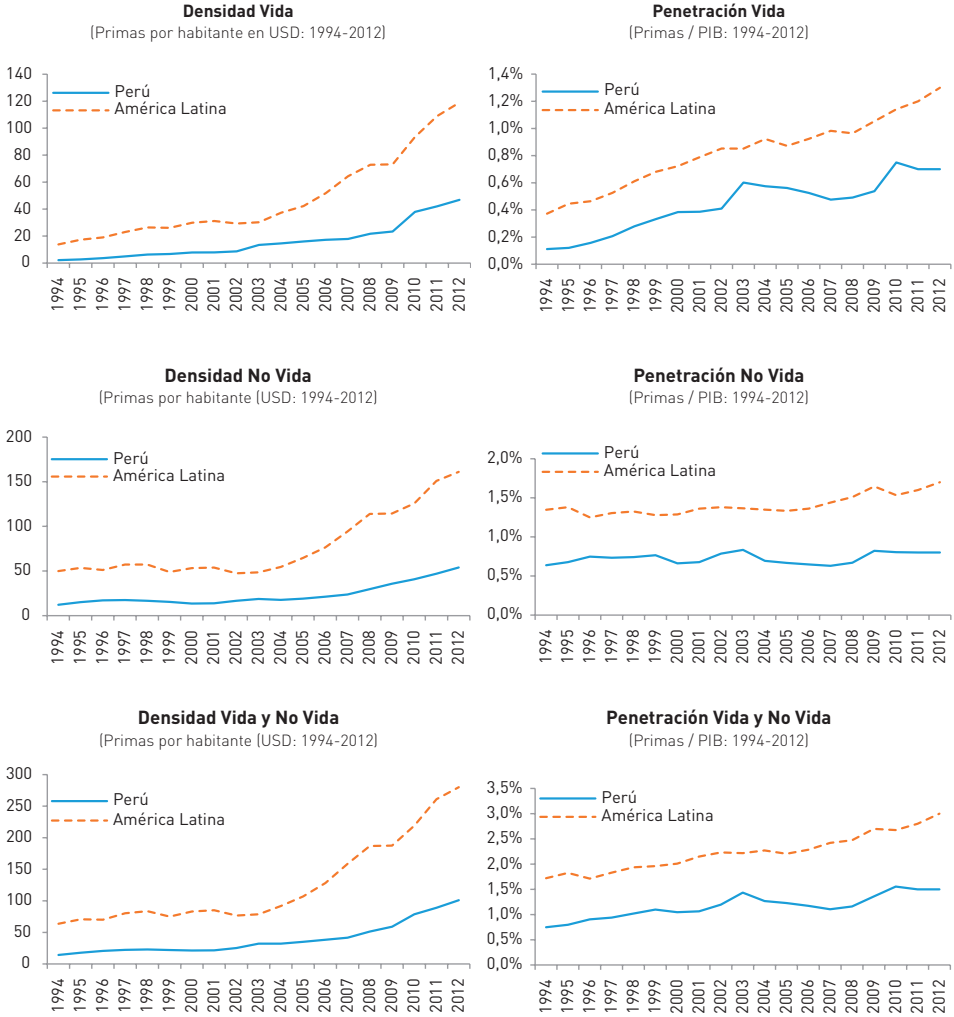 Densidad Vida
(Primas por habitante en USD: 1994-2012)
140
120
100
80
60
40
20
0
Perú
América Latina
1994 1995 1996 1997 1998 1999 2000 2001 2002 2003 2004 2005 2006 2007 2008 2009 2010 2011 2012
Penetración Vida
(Primas / PIB: 1994-2012)
1,4%
1,2%
1,0%
0,8%
0,6%
0,4%
0,2%
0,0%
Perú
América Latina
1994 1995 1996 1997 1998 1999 2000 2001 2002 2003 2004 2005 2006 2007 2008 2009 2010 2011 2012
Densidad No Vida
(Primas por habitante (USD: 1994-2012)
200
150
100
50
0
Perú
América Latina
1994 1995 1996 1997 1998 1999 2000 2001 2002 2003 2004 2005 2006 2007 2008 2009 2010 2011 2012
Penetración No Vida
(Primas / PIB: 1994-2012)
2,0%
1,5%
1,0%
0,5%
0,0%
Perú
América Latina
1994 1995 1996 1997 1998 1999 2000 2001 2002 2003 2004 2005 2006 2007 2008 2009 2010 2011 2012
Densidad Vida y No Vida
(Primas por habitante (USD: 1994-2012)
300
250
200
150
100
50
0
Perú
América Latina
1994 1995 1996 1997 1998 1999 2000 2001 2002 2003 2004 2005 2006 2007 2008 2009 2010 2011 2012
Penetración Vida y No Vida
(Primas / PIB: 1994-2012)
3,5%
3,0%
2,5%
2,0%
1,5%
1,0%
0,5%
0,0%
Perú
América Latina
1994 1995 1996 1997 1998 1999 2000 2001 2002 2003 2004 2005 2006 2007 2008 2009 2010 2011 2012